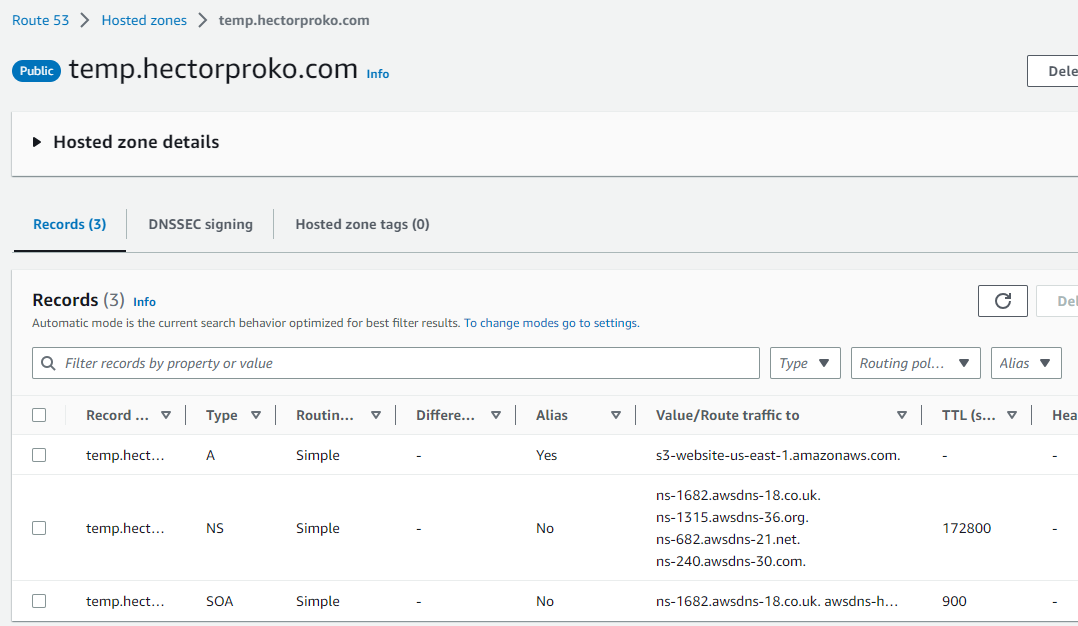 Route 53 > Hosted zones > temp.hectorproko.com
Public temp.hectorproko.com Info
Dele
Hosted zone details
Records (3) DNSSEC signing Hosted zone tags (0)
Records (3) Info
Del
Automatic mode is the current search behavior optimized for best filter results. To change modes go to settings.
Filter records by property or value Type Routing pol... Alias
Record ... Type Routin... Differe... Alias Value/Route traffic to TTL (s... Hea
temp.hect... A Simple - Yes s3-website-us-east-1.amazonaws.com. - -
temp.hect... NS Simple - No ns-1682.awsdns-18.co.uk.
ns-1315.awsdns-36.org.
ns-682.awsdns-21.net.
ns-240.awsdns-30.com.
172800 -
temp.hect... SOA Simple - No ns-1682.awsdns-18.co.uk. awsdns-h... 900 -